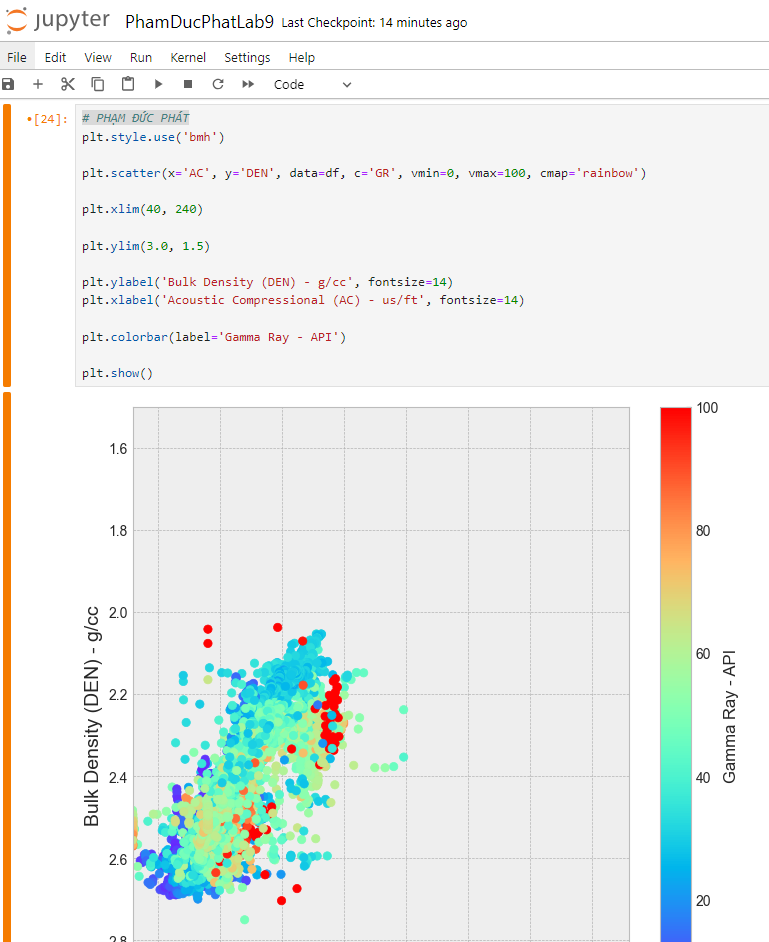 jupyter PhamDucPhatLab9 Last Checkpoint: 14 minutes ago
File Edit View Run Kernel Settings Help
Code
•[24]: # PHẠM ĐỨC PHÁT
plt.style.use('bmh')
plt.scatter(x='AC', y='DEN', data=df, c='GR', vmin=0, vmax=100, cmap='rainbow')
plt.xlim(40, 240)
plt.ylim(3.0, 1.5)
plt.ylabel('Bulk Density (DEN) - g/cc', fontsize=14)
plt.xlabel('Acoustic Compressional (AC) - us/ft', fontsize=14)
plt.colorbar(label='Gamma Ray - API')
plt.show()
1.6
1.8
2.0
2.2
2.4
2.6
2.8
Bulk Density (DEN) - g/cc
100
80
60
40
20
Gamma Ray - API